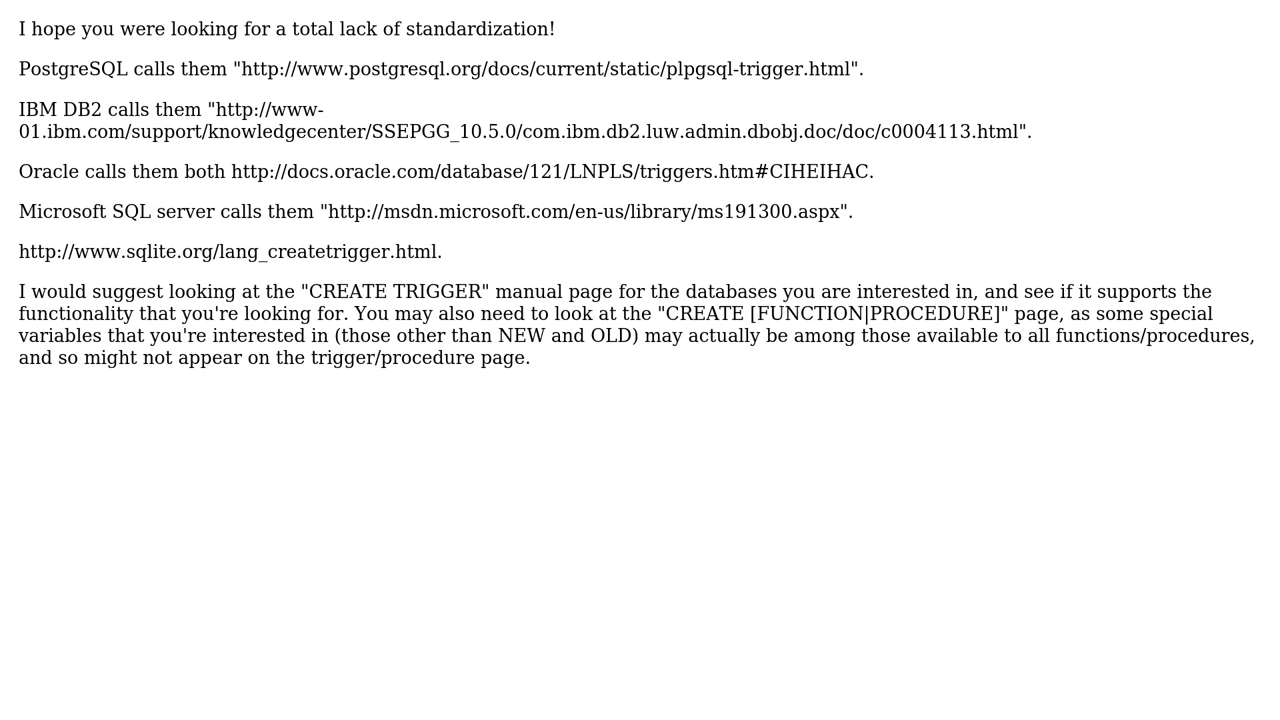 I hope you were looking for a total lack of standardization!
PostgreSQL calls them "http://www.postgresql.org/docs/current/static/plpgsql-trigger.html".
IBM DB2 calls them "http://www-
01.ibm.com/support/knowledgecenter/SSEPGG_10.5.0/com.ibm.db2.luw.admin.dbobj.doc/doc/c0004113.html".
Oracle calls them both http://docs.oracle.com/database/121/LNPLS/triggers.htm#CIHEIHAC.
Microsoft SQL server calls them "http://msdn.microsoft.com/en-us/library/ms191300.aspx".
http://www.sqlite.org/lang_createtrigger.html.
I would suggest looking at the "CREATE TRIGGER" manual page for the databases you are interested in, and see if it supports the
functionality that you're looking for. You may also need to look at the "CREATE [FUNCTION|PROCEDURE]" page, as some special
variables that you're interested in (those other than NEW and OLD) may actually be among those available to all functions/procedures,
and so might not appear on the trigger/procedure page.